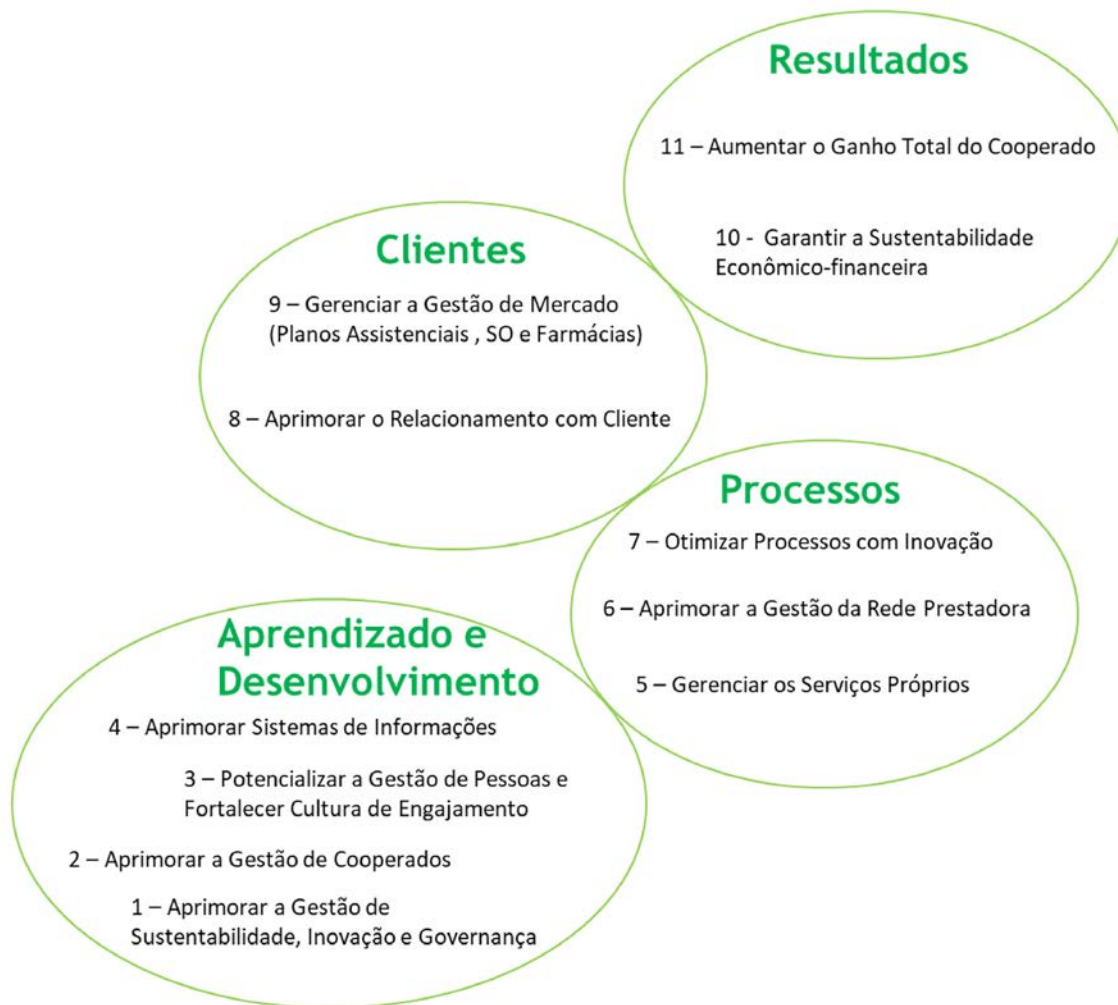 Resultados
11 – Aumentar o Ganho Total do Cooperado
10 - Garantir a Sustentabilidade
Econômico-financeira
Clientes
9 – Gerenciar a Gestão de Mercado
(Planos Assistenciais , SO e Farmácias)
8 – Aprimorar o Relacionamento com Cliente
Processos
7 – Otimizar Processos com Inovação
6 – Aprimorar a Gestão da Rede Prestadora
5 – Gerenciar os Serviços Próprios
Aprendizado e
Desenvolvimento
4 – Aprimorar Sistemas de Informações
3 – Potencializar a Gestão de Pessoas e
Fortalecer Cultura de Engajamento
2 – Aprimorar a Gestão de Cooperados
1 – Aprimorar a Gestão de
Sustentabilidade, Inovação e Governança